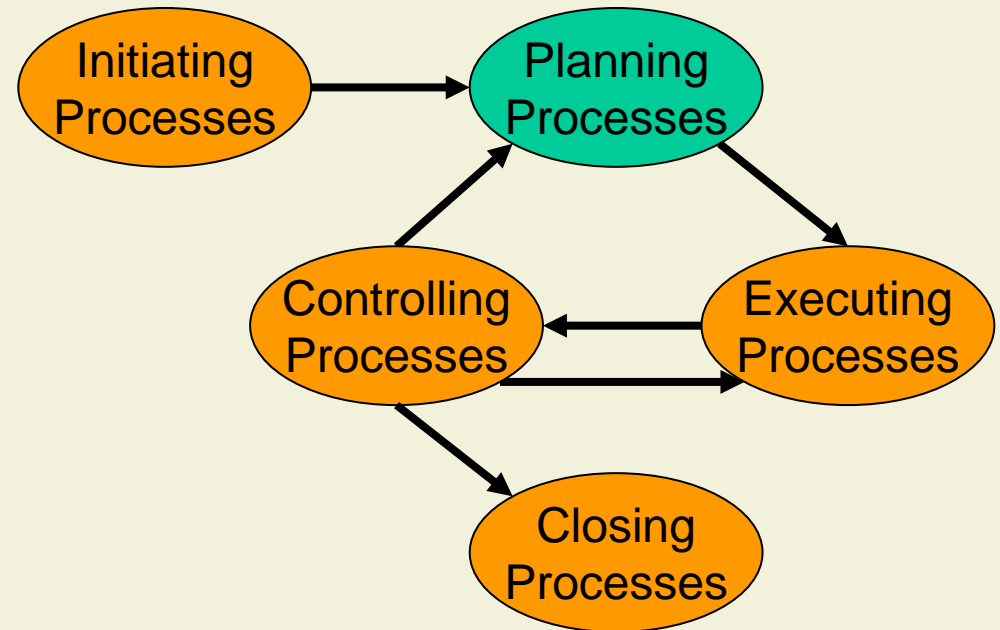 Initiating
Processes
Planning
Processes
Controlling
Processes
Executing
Processes
Closing
Processes